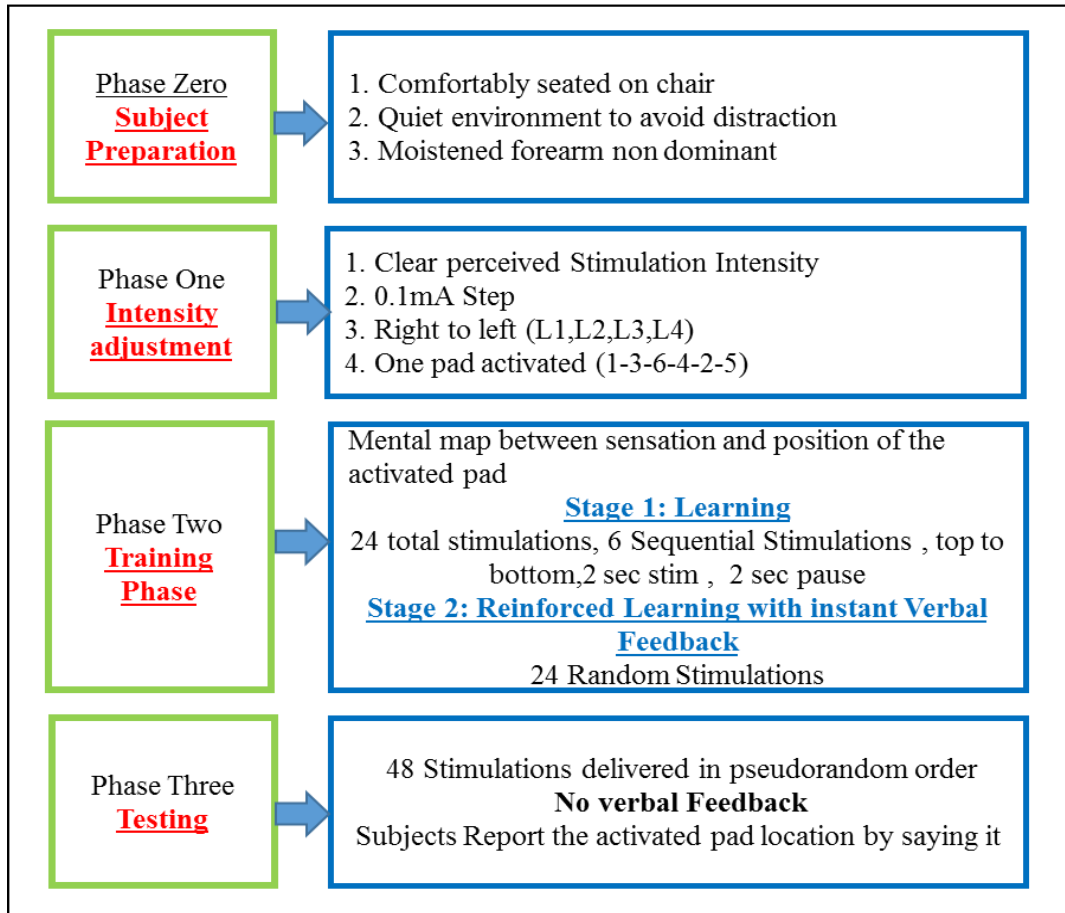 Phase Zero
Subject
Preparation
1. Comfortably seated on chair
2. Quiet environment to avoid distraction
3. Moistened forearm non dominant
Phase One
Intensity
adjustment
1. Clear perceived Stimulation Intensity
2. 0.1mA Step
3. Right to left (L1,L2,L3,L4)
4. One pad activated (1-3-6-4-2-5)
Phase Two
Training
Phase
Mental map between sensation and position of the
activated pad
Stage 1: Learning
24 total stimulations, 6 Sequential Stimulations , top to
bottom,2 sec stim ,  2 sec pause
Stage 2: Reinforced Learning with instant Verbal
Feedback
24 Random Stimulations
Phase Three
Testing
48 Stimulations delivered in pseudorandom order
No verbal Feedback
Subjects Report the activated pad location by saying it